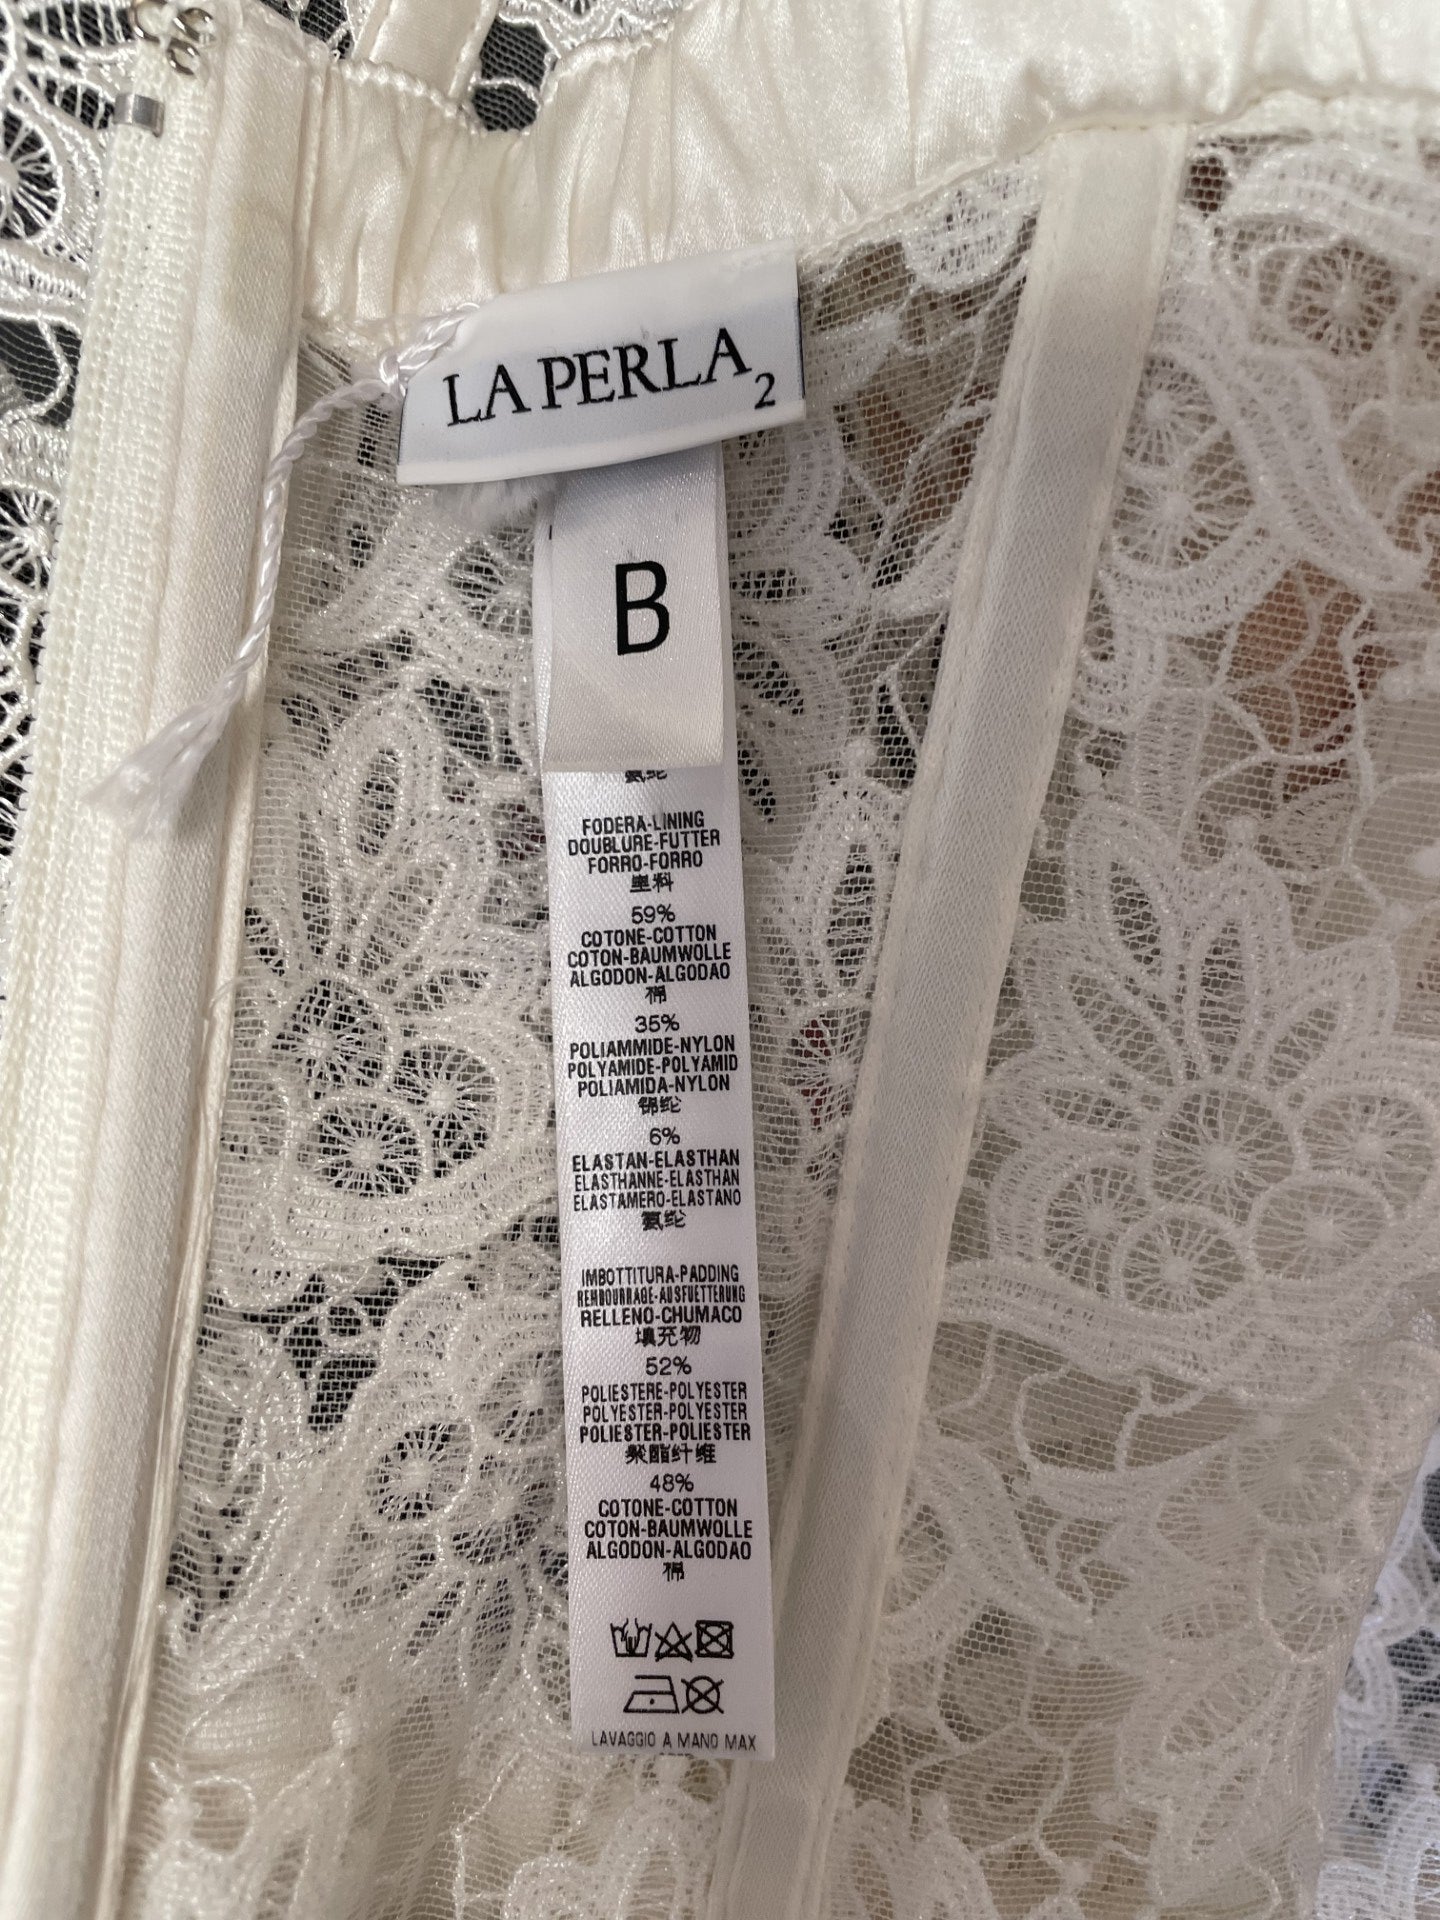 LA PERLA
2
B
氨纶
FODERA-LINING
DOUBLURE-FUTTER
FORRO-FORRO
里料
59%
COTONE-COTTON
COTON-BAUMWOLLE
ALGODON-ALGODAO
棉
35%
POLIAMMIDE-NYLON
POLYAMIDE-POLYAMID
POLIAMIDA-NYLON
锦纶
6%
ELASTAN-ELASTHAN
ELASTHANNE-ELASTHAN
ELASTAMERO-ELASTANO
氨纶
IMBOTTITURA-PADDING
REMBOURRAGE-AUSFUETTERUNG
RELLENO-CHUMACO
填充物
52%
POLIESTERE-POLYESTER
POLYESTER-POLYESTER
POLIESTER-POLIESTER
聚酯纤维
48%
COTONE-COTTON
COTON-BAUMWOLLE
ALGODON-ALGODAO
棉
LAVAGGIO A MANO MAX